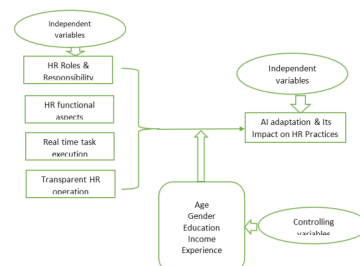 Independent
variables
HR Roles &
Responsibility
HR functional
aspects
Real time task
execution
Transparent HR
operation
Independent
variables
AI adaptation & Its
Impact on HR Practices
Age
Gender
Education
Income
Experience
Controlling
variables